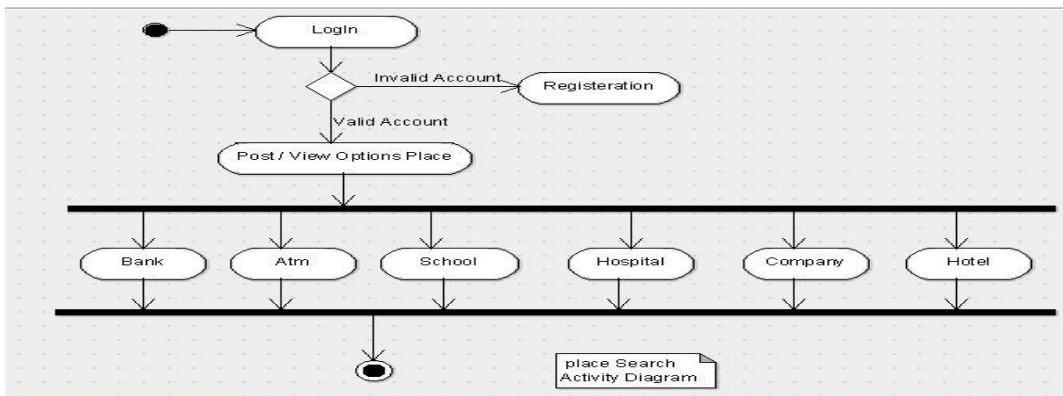 LogIn
Invalid Account
Registeration
Valid Account
Post / View Options Place
Bank
Atm
School
Hospital
Company
Hotel
place Search
Activity Diagram